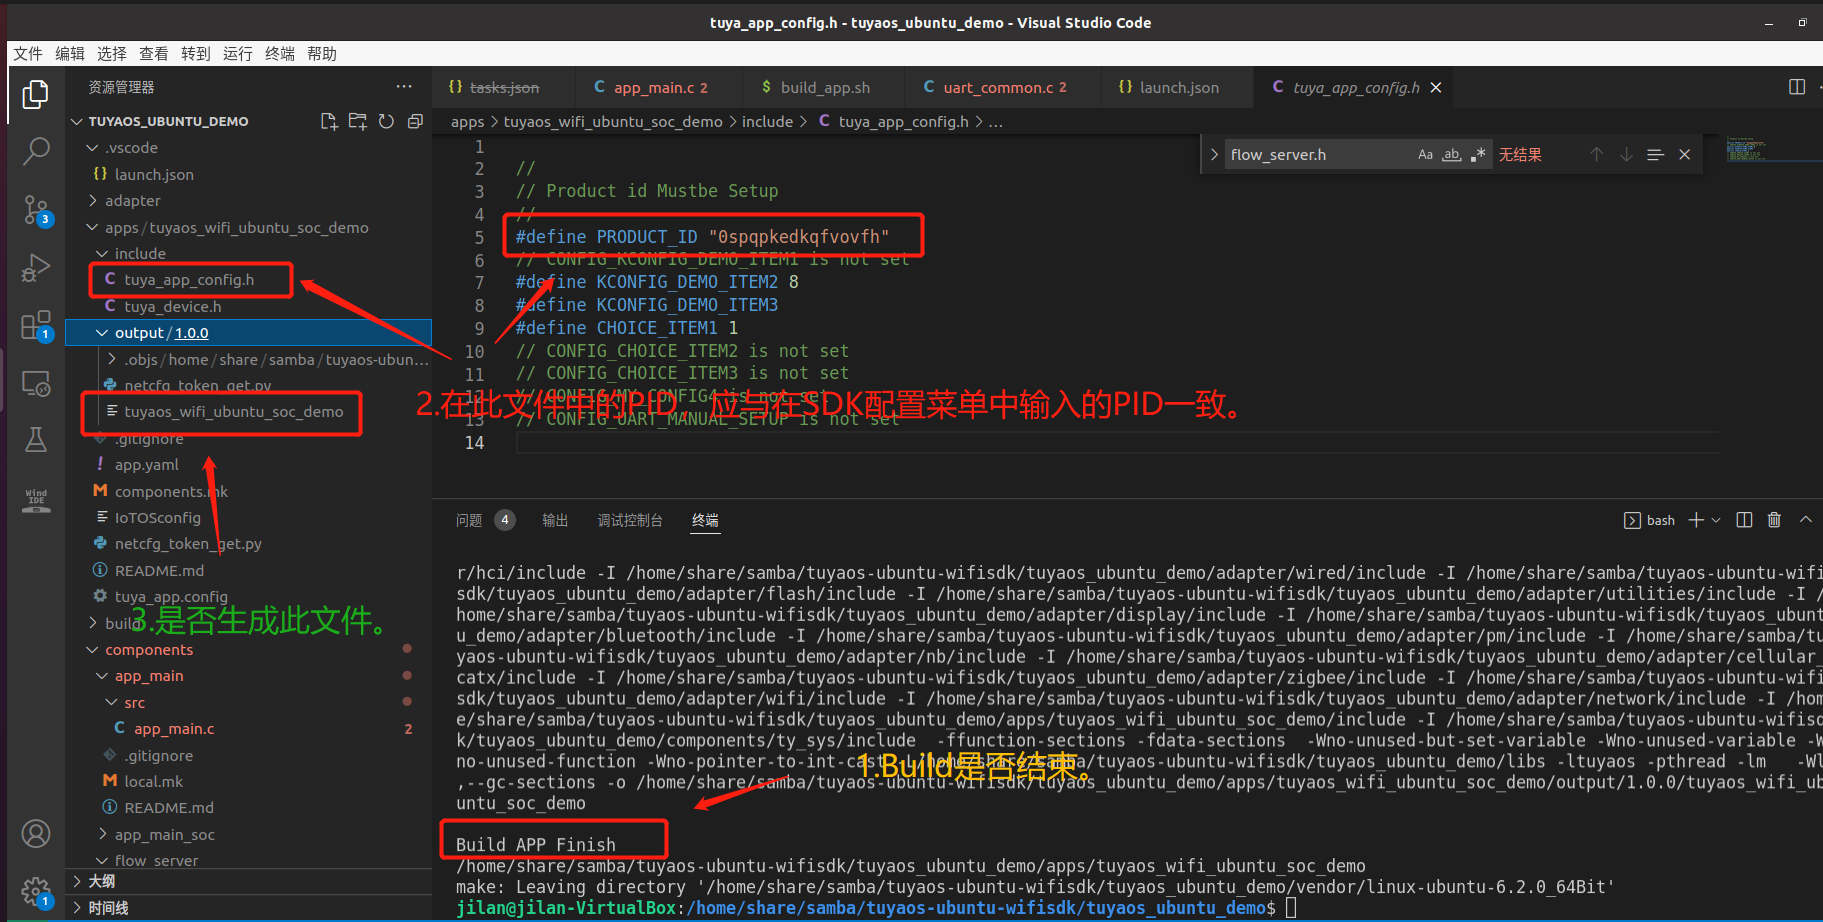 tuya_app_config.h - tuyaos_ubuntu_demo - Visual Studio Code
文件 编辑 选择 查看 转到 运行 终端 帮助
资源管理器
TUYAOS_UBUNTU_DEMO
.vscode
launch.json
adapter
apps/tuyaos_wifi_ubuntu_soc_demo
include
tuya_app_config.h
tuya_device.h
output/1.0.0
.objs/home/share/samba/tuyaos-ubun...
netcfg_token_get.py
tuyaos_wifi_ubuntu_soc_demo
.gitignore
app.yaml
components.mk
IoTOSconfig
netcfg_token_get.py
README.md
tuya_app.config
build
3.是否生成此文件。
components
app_main
src
app_main.c 2
.gitignore
local.mk
README.md
app_main_soc
flow_server
大纲
时间线
3
1
Wind IDE
1
tasks.json app_main.c 2 build_app.sh uart_common.c 2 launch.json tuya_app_config.h
apps > tuyaos_wifi_ubuntu_soc_demo > include > C tuya_app_config.h > ...
flow_server.h Aa ab .* 无结果
1
2 //
3 // Product id Mustbe Setup
4 //
5 #define PRODUCT_ID "0spqpkedkqfvovfh"
6 // CONFIG_KCONFIG_DEMO_ITEM1 is not set
7 #define KCONFIG_DEMO_ITEM2 8
8 #define KCONFIG_DEMO_ITEM3
9 #define CHOICE_ITEM1 1
10 // CONFIG_CHOICE_ITEM2 is not set
11 // CONFIG_CHOICE_ITEM3 is not set
12 // CONFIG_MY_CONFIG4 is not set
2.在此文件中的PID，应当在SDK配置菜单中输入的PID一致。
13 // CONFIG_UART_MANUAL_SETUP is not set
14
问题 4 输出 调试控制台 终端 bash
r/hci/include -I /home/share/samba/tuyaos-ubuntu-wifisdk/tuyaos_ubuntu_demo/adapter/wired/include -I /home/share/samba/tuyaos-ubuntu-wifi
sdk/tuyaos_ubuntu_demo/adapter/flash/include -I /home/share/samba/tuyaos-ubuntu-wifisdk/tuyaos_ubuntu_demo/adapter/utilities/include -I /
home/share/samba/tuyaos-ubuntu-wifisdk/tuyaos_ubuntu_demo/adapter/display/include -I /home/share/samba/tuyaos-ubuntu-wifisdk/tuyaos_ubunt
u_demo/adapter/bluetooth/include -I /home/share/samba/tuyaos-ubuntu-wifisdk/tuyaos_ubuntu_demo/adapter/pm/include -I /home/share/samba/tu
yaos-ubuntu-wifisdk/tuyaos_ubuntu_demo/adapter/nb/include -I /home/share/samba/tuyaos-ubuntu-wifisdk/tuyaos_ubuntu_demo/adapter/cellular_
catx/include -I /home/share/samba/tuyaos-ubuntu-wifisdk/tuyaos_ubuntu_demo/adapter/zigbee/include -I /home/share/samba/tuyaos-ubuntu-wifi
sdk/tuyaos_ubuntu_demo/adapter/wifi/include -I /home/share/samba/tuyaos-ubuntu-wifisdk/tuyaos_ubuntu_demo/adapter/network/include -I /hom
e/share/samba/tuyaos-ubuntu-wifisdk/tuyaos_ubuntu_demo/apps/tuyaos_wifi_ubuntu_soc_demo/include -I /home/share/samba/tuyaos-ubuntu-wifisd
k/tuyaos_ubuntu_demo/components/ty_sys/include -ffunction-sections -fdata-sections -Wno-unused-but-set-variable -Wno-unused-variable -W
no-unused-function -Wno-pointer-to-int-cast /home/share/samba/tuyaos-ubuntu-wifisdk/tuyaos_ubuntu_demo/libs -ltuyaos -pthread -lm -Wl
1.Build是否结束。
,--gc-sections -o /home/share/samba/tuyaos-ubuntu-wifisdk/tuyaos_ubuntu_demo/apps/tuyaos_wifi_ubuntu_soc_demo/output/1.0.0/tuyaos_wifi_ub
untu_soc_demo
Build APP Finish
/home/share/samba/tuyaos-ubuntu-wifisdk/tuyaos_ubuntu_demo/apps/tuyaos_wifi_ubuntu_soc_demo
make: Leaving directory '/home/share/samba/tuyaos-ubuntu-wifisdk/tuyaos_ubuntu_demo/vendor/linux-ubuntu-6.2.0_64Bit'
jilan@jilan-VirtualBox:/home/share/samba/tuyaos-ubuntu-wifisdk/tuyaos_ubuntu_demo$